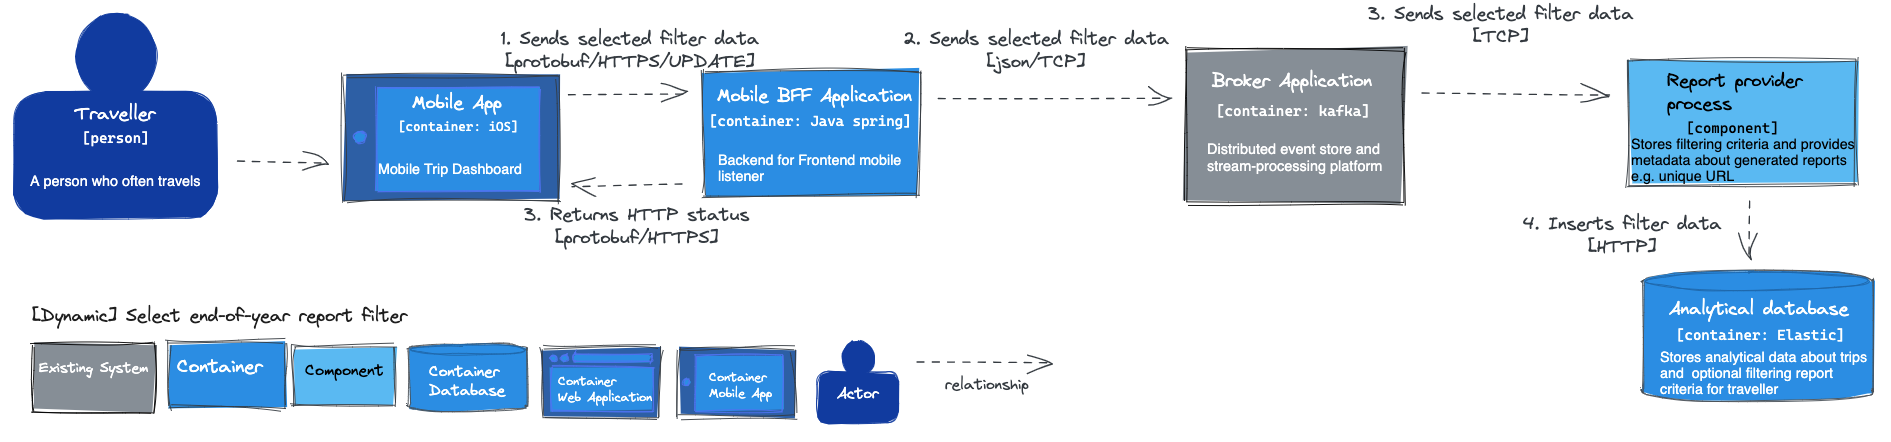 Traveller
[person]
A person who often travels
1. Sends selected filter data
[protobuf/HTTPS/UPDATE]
Mobile App
[container: iOS]
Mobile Trip Dashboard
3. Returns HTTP status
[protobuf/HTTPS]
Mobile BFF Application
[container: Java spring]
Backend for Frontend mobile
listener
2. Sends selected filter data
[json/TCP]
Broker Application
[container: kafka]
Distributed event store and
stream-processing platform
3. Sends selected filter data
[TCP]
Report provider
process
[component]
Stores filtering criteria and provides
metadata about generated reports
e.g. unique URL
4. Inserts filter data
[HTTP]
Analytical database
[container: Elastic]
Stores analytical data about trips
and optional filtering report
criteria for traveller
[Dynamic] Select end-of-year report filter
Existing System
Container
Component
Container
Database
Container
Web Application
Container
Mobile App
Actor
relationship